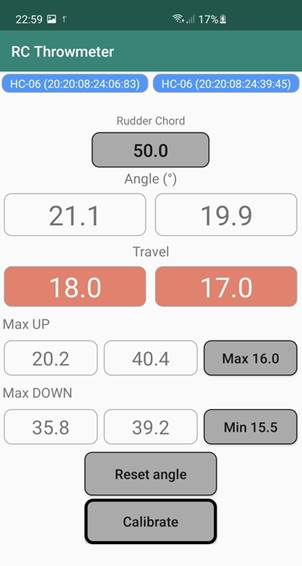 22:59 17%
RC Throwmeter
HC-06 (20:20:08:24:06:83) HC-06 (20:20:08:24:39:45)
Rudder Chord
50.0
Angle (°)
21.1 19.9
Travel
18.0 17.0
Max UP
20.2 40.4 Max 16.0
Max DOWN
35.8 39.2 Min 15.5
Reset angle
Calibrate